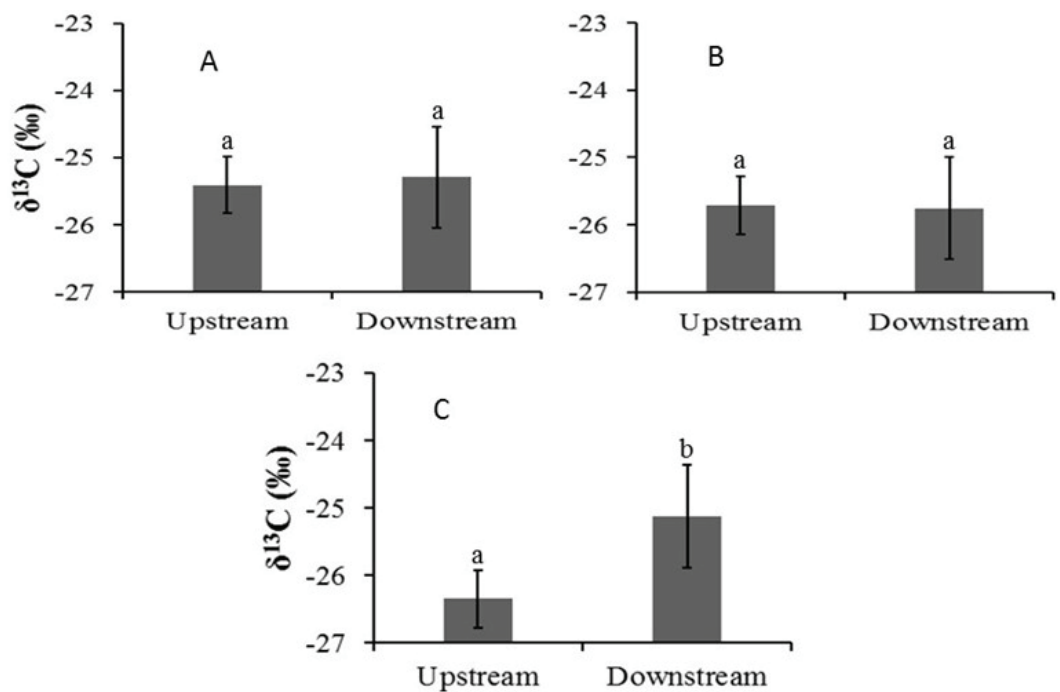 -23
A
-24
a
a
δ¹³C (‰)
-25
-26
-27
Upstream
Downstream
-23
B
-24
a
a
-25
-26
-27
Upstream
Downstream
-23
C
-24
b
δ¹³C (‰)
-25
a
-26
-27
Upstream
Downstream